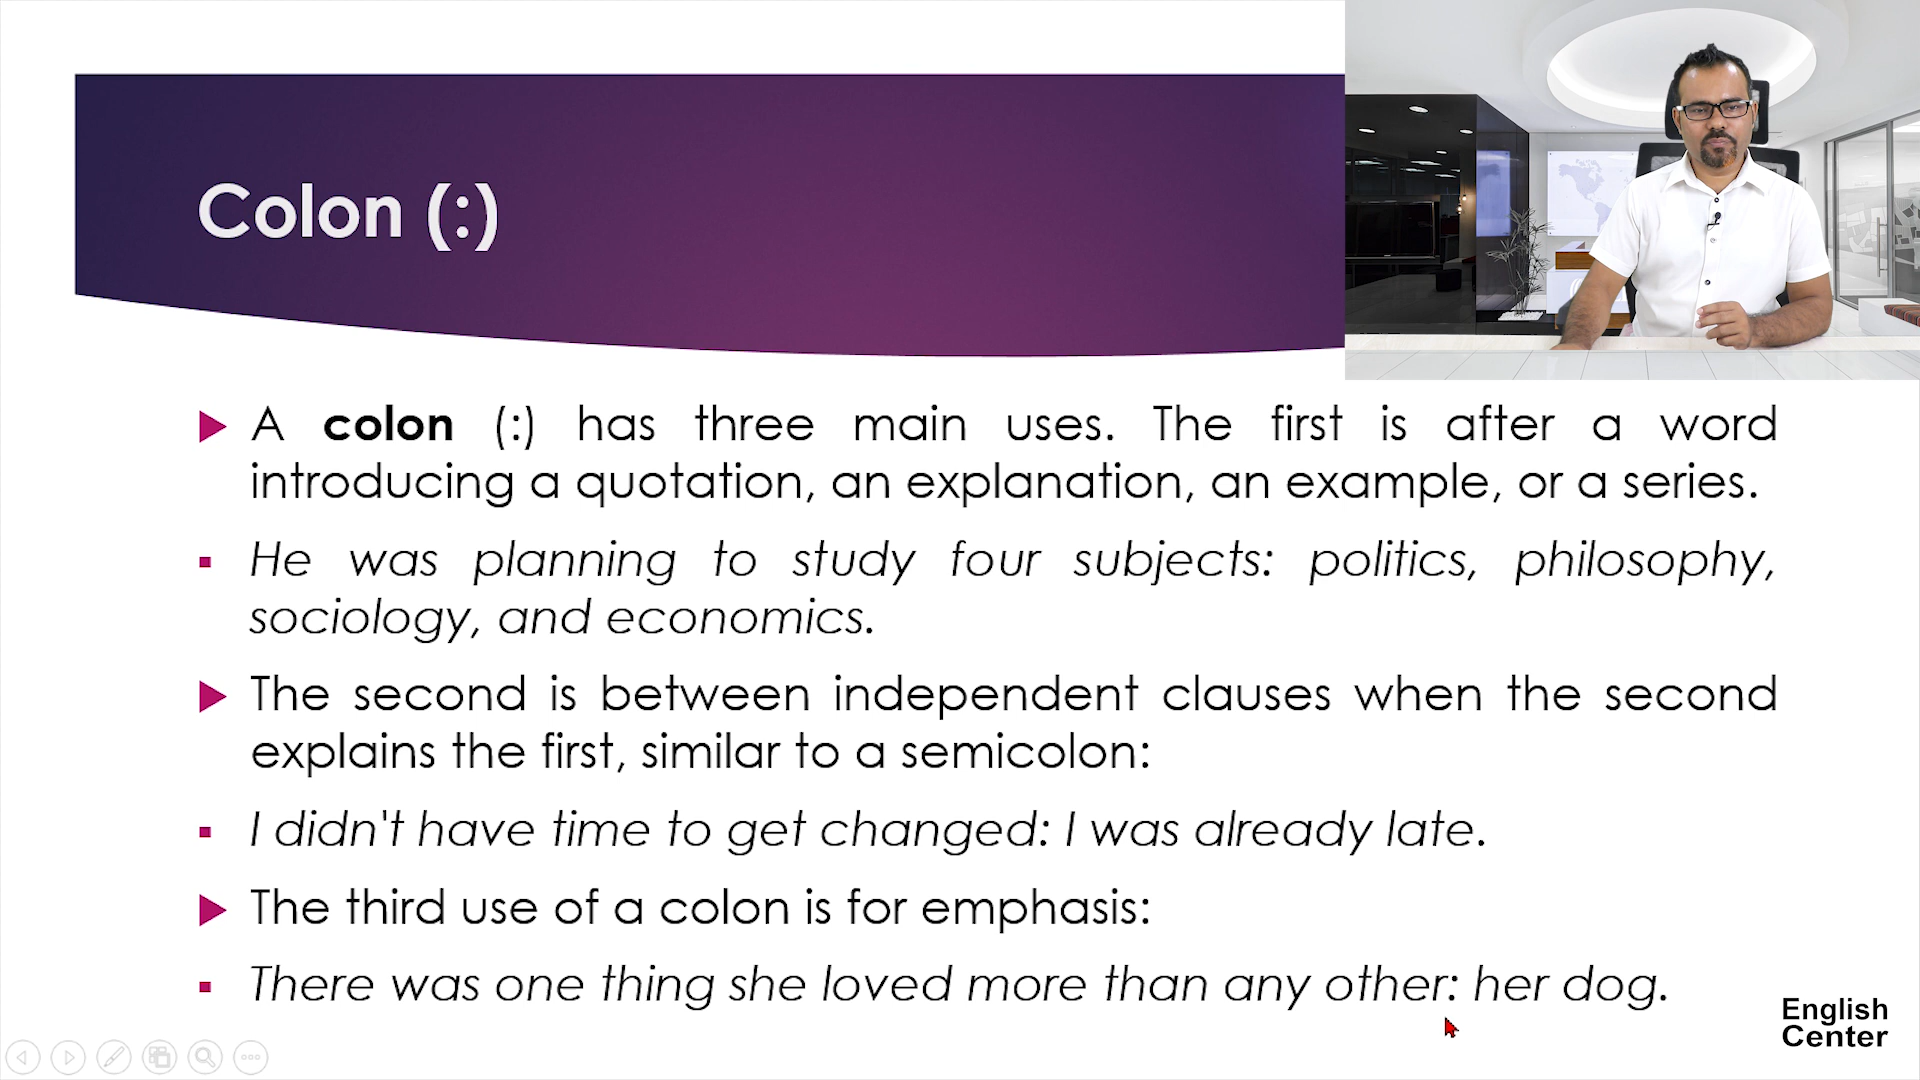 Colon (:)
A colon (:) has three main uses. The first is after a word
introducing a quotation, an explanation, an example, or a series.
He was planning to study four subjects: politics, philosophy,
sociology, and economics.
The second is between independent clauses when the second
explains the first, similar to a semicolon:
I didn't have time to get changed: I was already late.
The third use of a colon is for emphasis:
There was one thing she loved more than any other: her dog.
English
Center